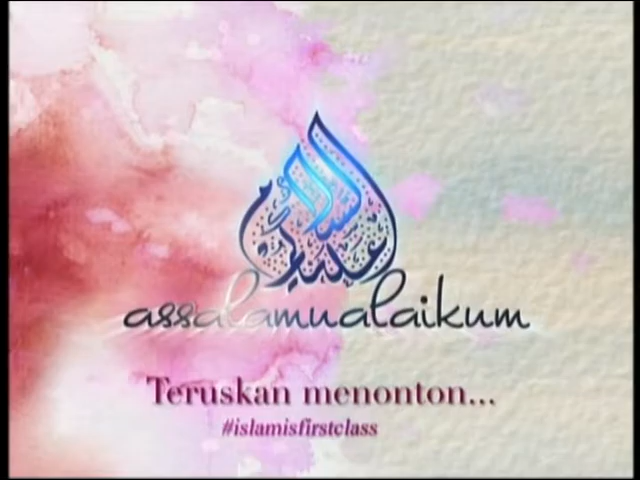 السلام عليكم
assalamualaikum
Teruskan menonton...
#islamisfirstclass